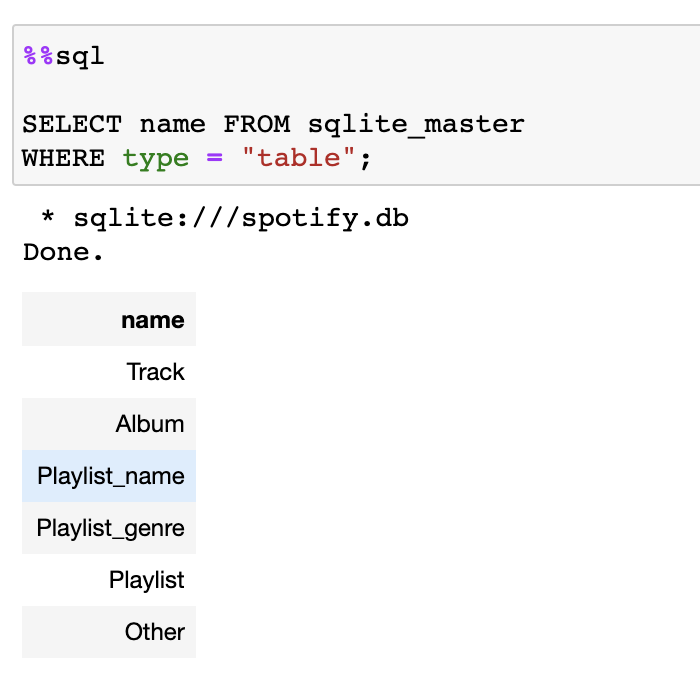 %%sql
SELECT name FROM sqlite_master
WHERE type = "table";
* sqlite:///spotify.db
Done.
name
Track
Album
Playlist_name
Playlist_genre
Playlist
Other